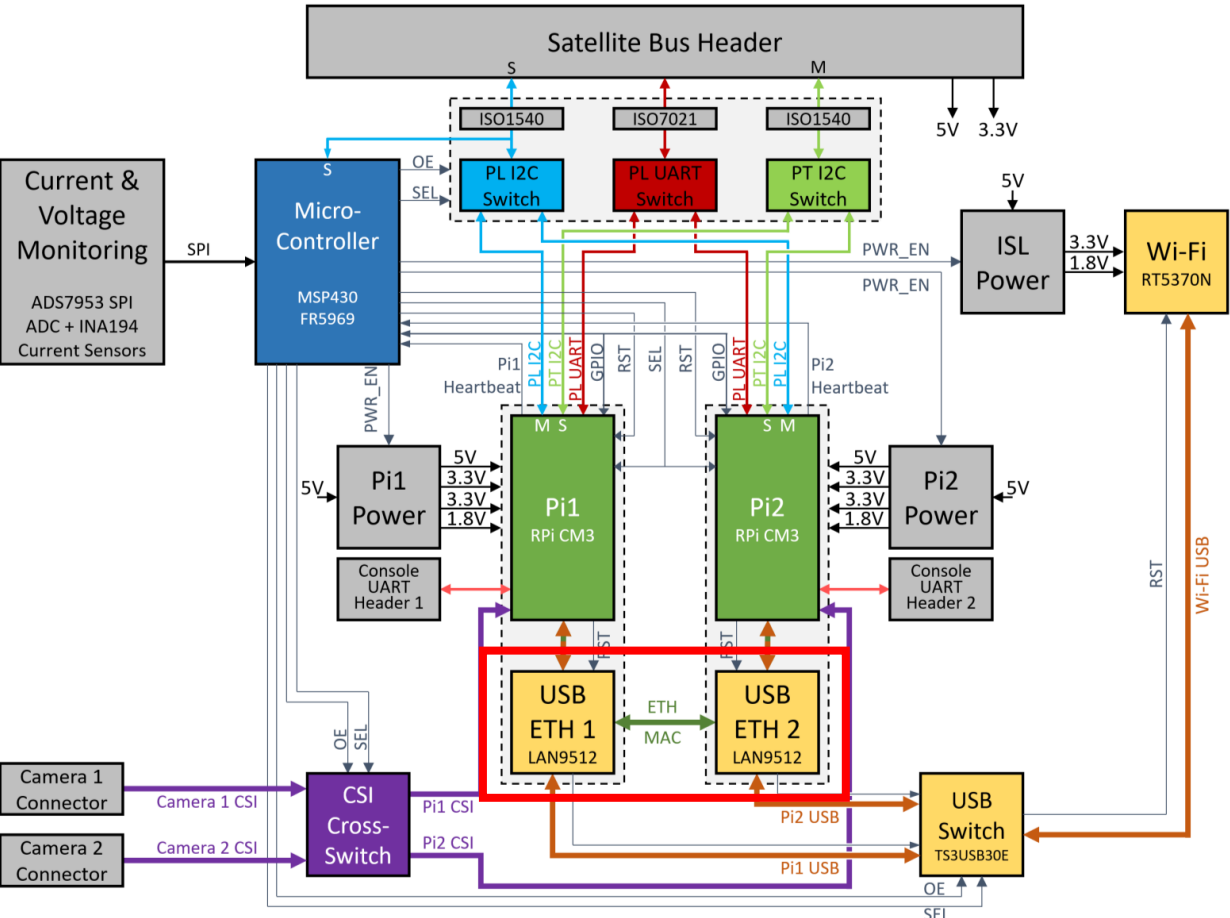 Satellite Bus Header
S
M
5V
3.3V
ISO1540
ISO7021
ISO1540
PL I2C
Switch
PL UART
Switch
PT I2C
Switch
OE
SEL
Current &
Voltage
Monitoring
ADS7953 SPI
ADC + INA194
Current Sensors
SPI
S
Micro-
Controller
MSP430
FR5969
5V
ISL
Power
3.3V
1.8V
Wi-Fi
RT5370N
PWR_EN
PWR_EN
PWR_EN
Pi1
Heartbeat
PL I2C
PT I2C
PL UART
GPIO
RST
SEL
RST
GPIO
PL UART
PT I2C
PL I2C
Pi2
Heartbeat
5V
Pi1
Power
5V
3.3V
3.3V
1.8V
M S
Pi1
RPi CM3
S M
Pi2
RPi CM3
5V
3.3V
3.3V
1.8V
Pi2
Power
5V
Console
UART
Header 1
Console
UART
Header 2
RST
RST
RST
Wi-Fi USB
USB
ETH 1
LAN9512
ETH
MAC
USB
ETH 2
LAN9512
OE
SEL
Camera 1
Connector
Camera 1 CSI
Camera 2
Connector
Camera 2 CSI
CSI
Cross-
Switch
Pi1 CSI
Pi2 CSI
Pi2 USB
Pi1 USB
USB
Switch
TS3USB30E
OE
SEL